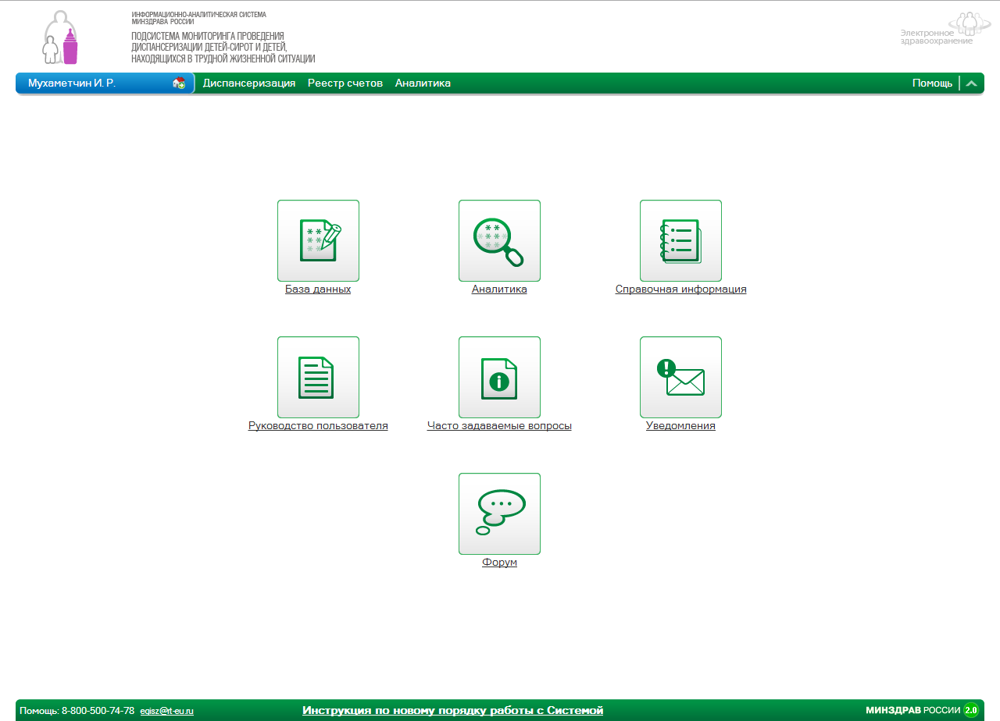 ИНФОРМАЦИОННО-АНАЛИТИЧЕСКАЯ СИСТЕМА
МИНЗДРАВА РОССИИ
ПОДСИСТЕМА МОНИТОРИНГА ПРОВЕДЕНИЯ
ДИСПАНСЕРИЗАЦИИ ДЕТЕЙ-СИРОТ И ДЕТЕЙ,
НАХОДЯЩИХСЯ В ТРУДНОЙ ЖИЗНЕННОЙ СИТУАЦИИ
Электронное
здравоохранение
Мухаметчин И. Р. Диспансеризация Реестр счетов Аналитика Помощь
База данных Аналитика Справочная информация
Руководство пользователя Часто задаваемые вопросы Уведомления
Форум
Помощь: 8-800-500-74-78 egisz@rt-eu.ru Инструкция по новому порядку работы с Системой МИНЗДРАВ РОССИИ 2.0